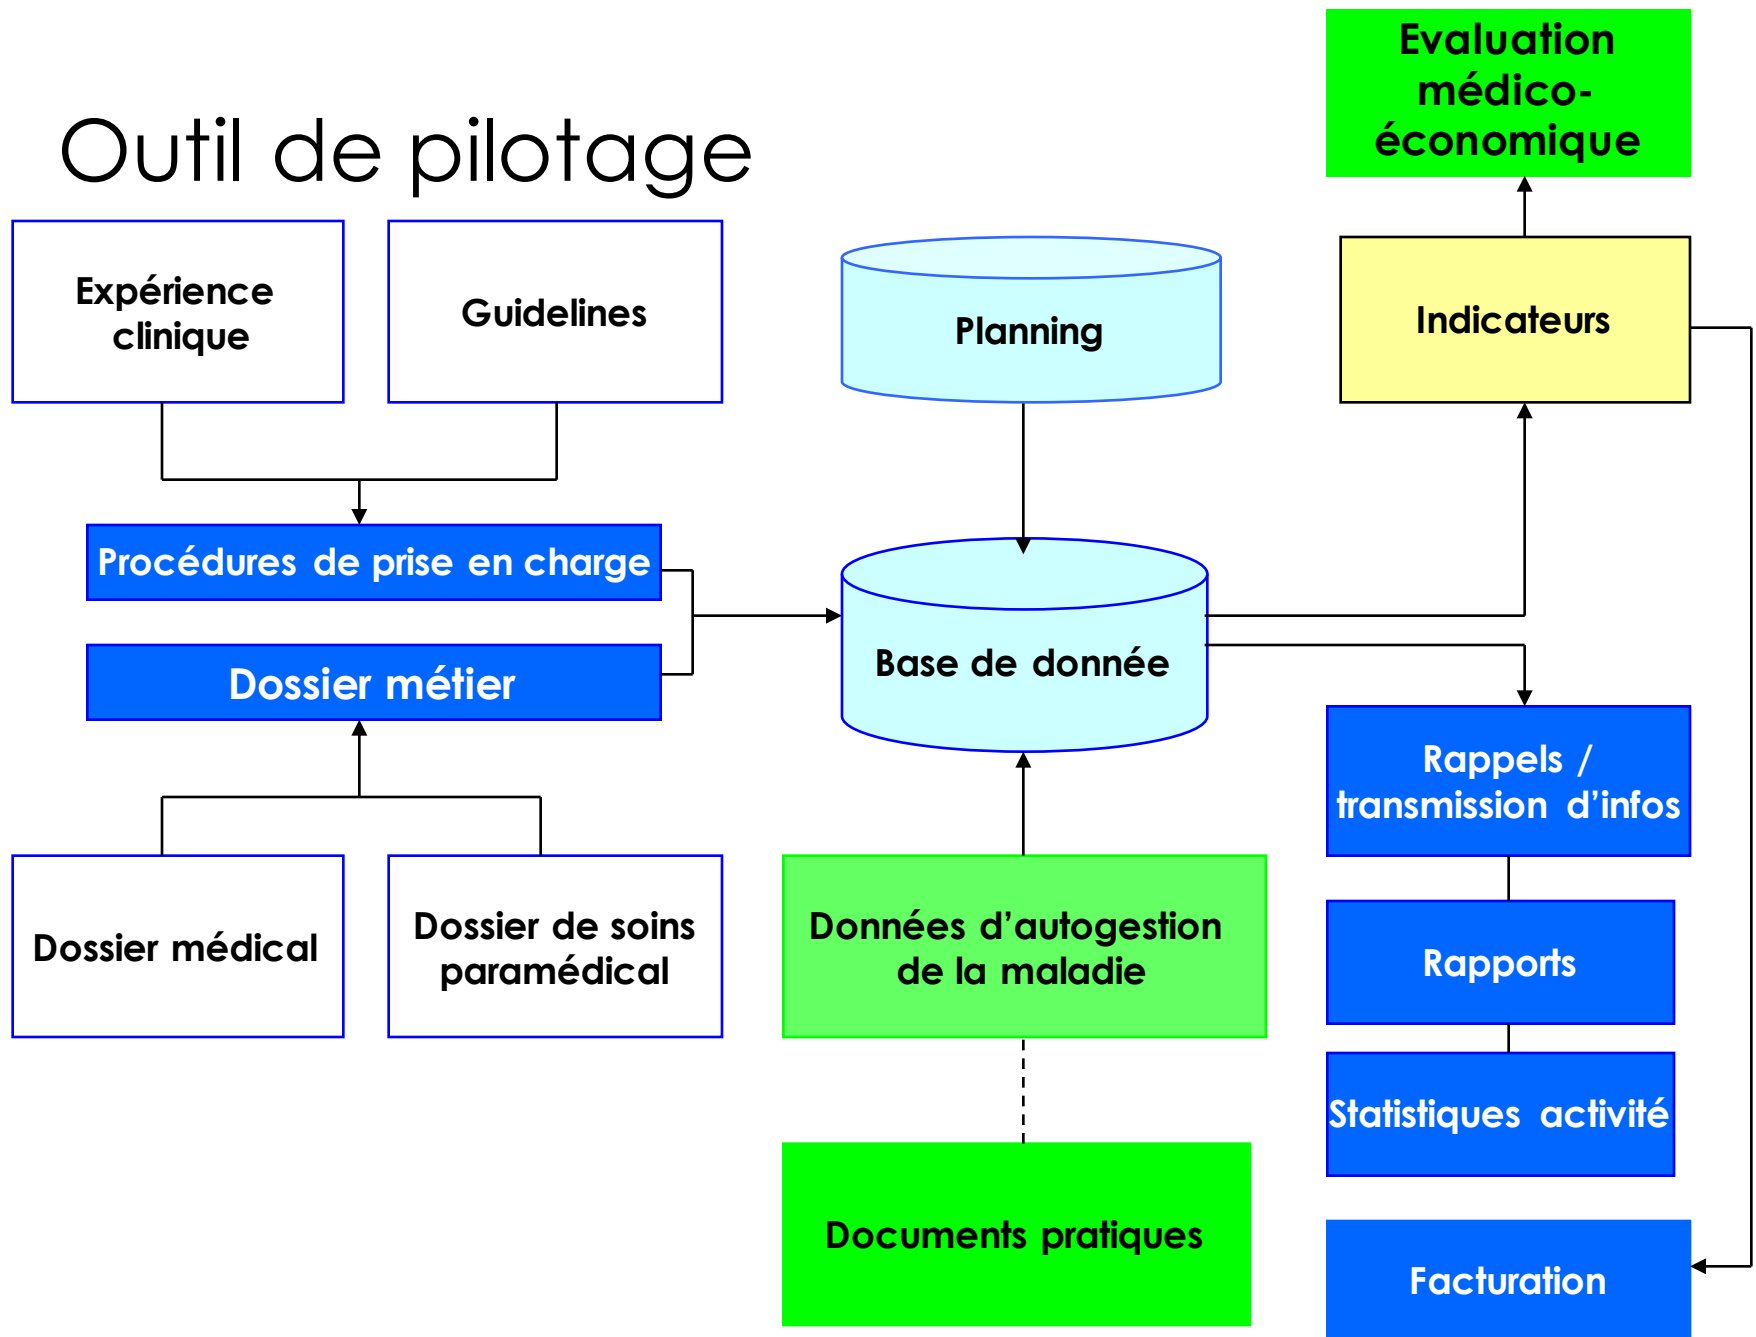 Outil de pilotage
Evaluation
médico-
économique
Expérience
clinique
Guidelines
Planning
Indicateurs
Procédures de prise en charge
Dossier métier
Base de donnée
Rappels /
transmission d’infos
Dossier médical
Dossier de soins
paramédical
Données d’autogestion
de la maladie
Rapports
Statistiques activité
Documents pratiques
Facturation